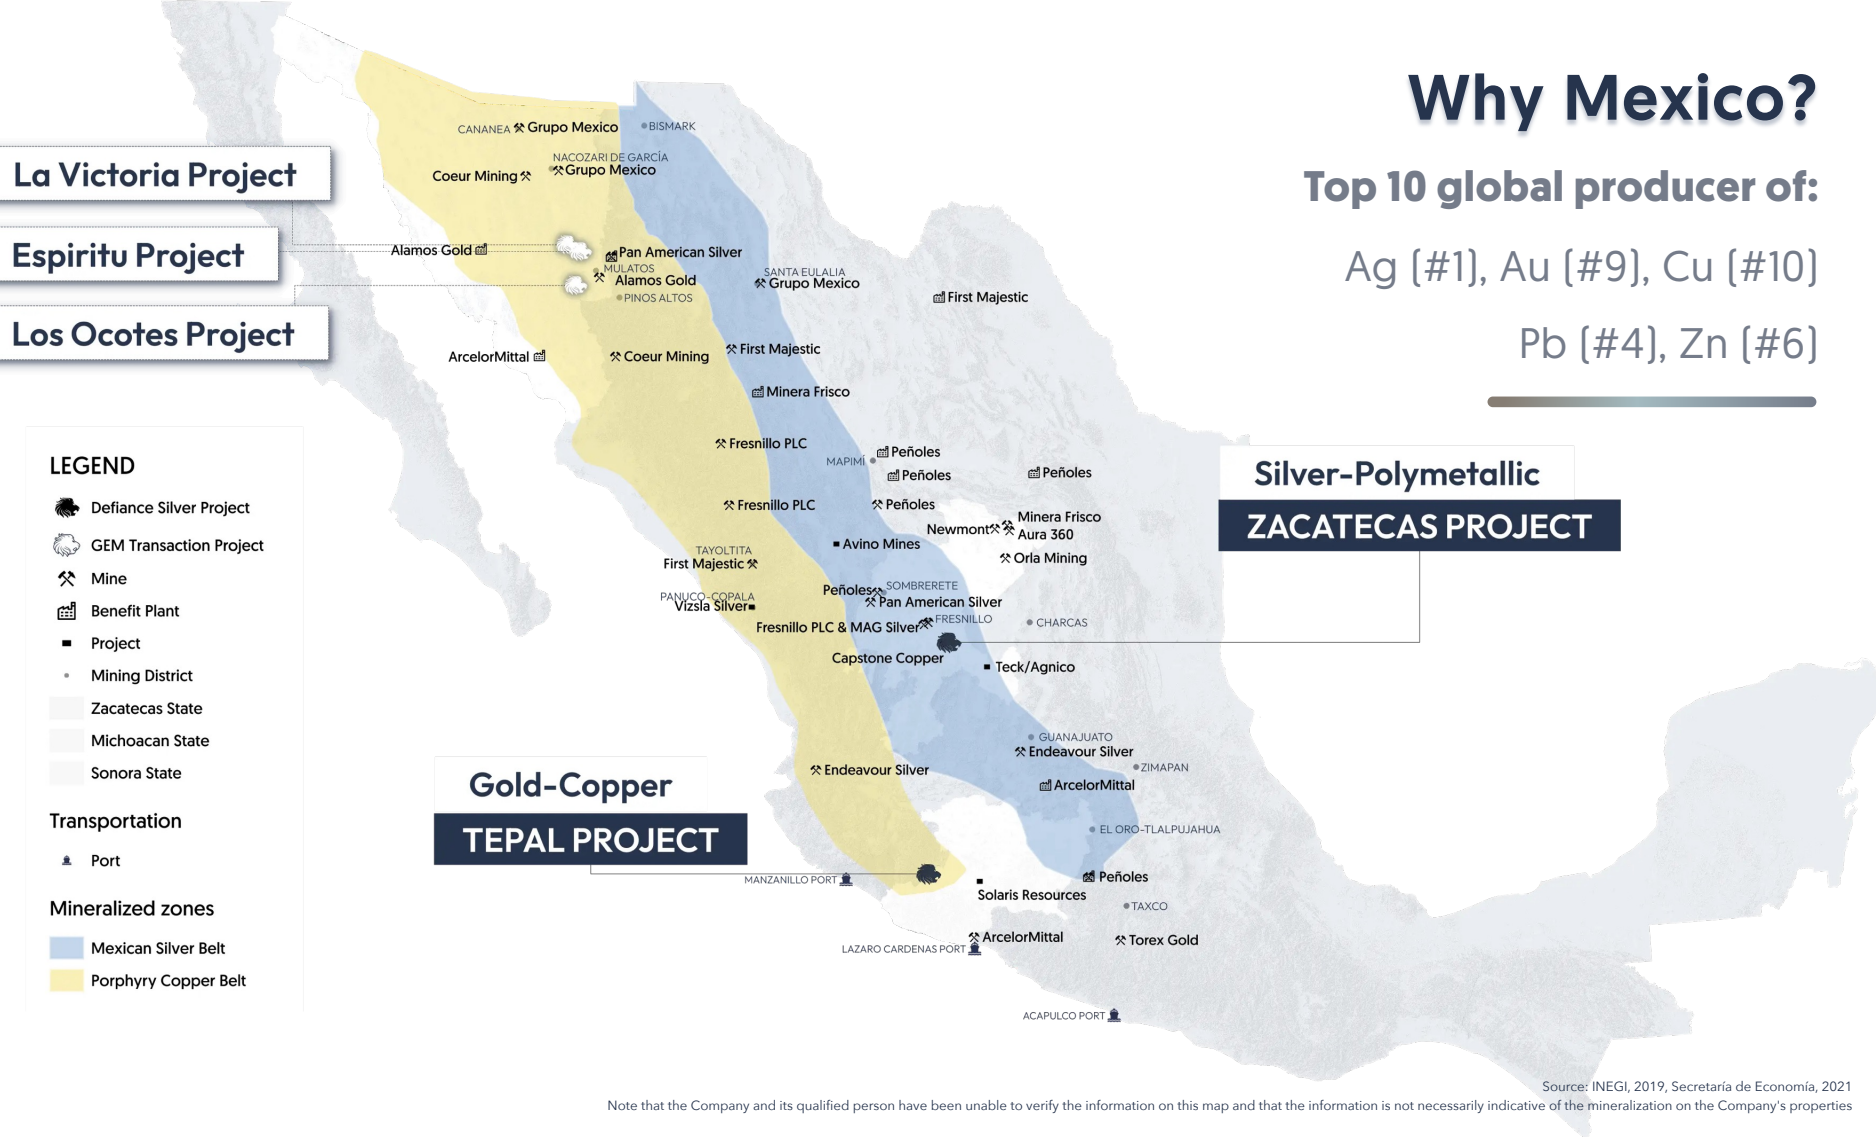 Why Mexico?
Top 10 global producer of:
Ag (#1), Au (#9), Cu (#10)
Pb (#4), Zn (#6)
La Victoria Project
Espiritu Project
Los Ocotes Project
CANANEA
Grupo Mexico
BISMARK
NACOZARI DE GARCÍA
Grupo Mexico
Coeur Mining
Alamos Gold
Pan American Silver
MULATOS
Alamos Gold
PINOS ALTOS
SANTA EULALIA
Grupo Mexico
First Majestic
ArcelorMittal
Coeur Mining
First Majestic
Minera Frisco
Fresnillo PLC
MAPIMÍ
Peñoles
Peñoles
Peñoles
Fresnillo PLC
Peñoles
Newmont
Minera Frisco
Aura 360
Avino Mines
Orla Mining
TAYOLTITA
First Majestic
PANUCO-COPALA
Vizsla Silver
Peñoles
SOMBRERETE
Pan American Silver
Fresnillo PLC & MAG Silver
FRESNILLO
CHARCAS
Capstone Copper
Teck/Agnico
GUANAJUATO
Endeavour Silver
ZIMAPAN
Endeavour Silver
ArcelorMittal
EL ORO-TLALPUJAHUA
MANZANILLO PORT
Peñoles
Solaris Resources
TAXCO
ArcelorMittal
Torex Gold
LAZARO CARDENAS PORT
ACAPULCO PORT
Silver-Polymetallic
ZACATECAS PROJECT
Gold-Copper
TEPAL PROJECT
LEGEND
Defiance Silver Project
GEM Transaction Project
Mine
Benefit Plant
Project
Mining District
Zacatecas State
Michoacan State
Sonora State
Transportation
Port
Mineralized zones
Mexican Silver Belt
Porphyry Copper Belt
Source: INEGI, 2019, Secretaría de Economía, 2021
Note that the Company and its qualified person have been unable to verify the information on this map and that the information is not necessarily indicative of the mineralization on the Company's properties